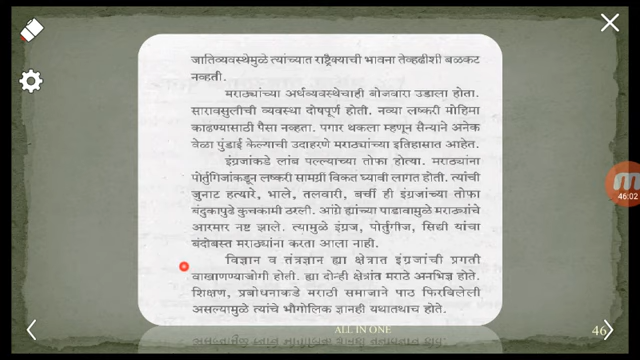 जातिव्यवस्थेमुळे त्यांच्यात राष्ट्रैक्याची भावना तेव्हढीशी बळकट
नव्हती.
मराठ्यांच्या अर्थव्यवस्थेचाही बोजवारा उडाला होता.
सारावसुलीची व्यवस्था दोषपूर्ण होती. नव्या लष्करी मोहिमा
काढण्यासाठी पैसा नव्हता. पगार थकला म्हणून सैन्याने अनेक
वेळा पुंडाई केल्याची उदाहरणे मराठ्यांच्या इतिहासात आहेत.
इंग्रजांकडे लांब पल्ल्याच्या तोफा होत्या. मराठ्यांना
पोर्तुगिजांकडून लष्करी सामग्री विकत घ्यावी लागत होती. त्यांची
जुनाट हत्यारे, भाले, तलवारी, बर्ची ही इंग्रजांच्या तोफा
बंदुकापुढे कुचकामी ठरली. आंग्रे ह्यांच्या पाडावामुळे मराठ्यांचे
आरमार नष्ट झाले. त्यामुळे इंग्रज, पोर्तुगीज, सिद्दी यांचा
बंदोबस्त मराठ्यांना करता आला नाही.
विज्ञान व तंत्रज्ञान ह्या क्षेत्रात इंग्रजांची प्रगती
वाखाणण्याजोगी होती. ह्या दोन्ही क्षेत्रांत मराठे अनभिज्ञ होते.
शिक्षण, प्रबोधनाकडे मराठी समाजाने पाठ फिरविलेली
असल्यामुळे त्यांचे भौगोलिक ज्ञानही यथातथाच होते.
ALL IN ONE
46
46:02